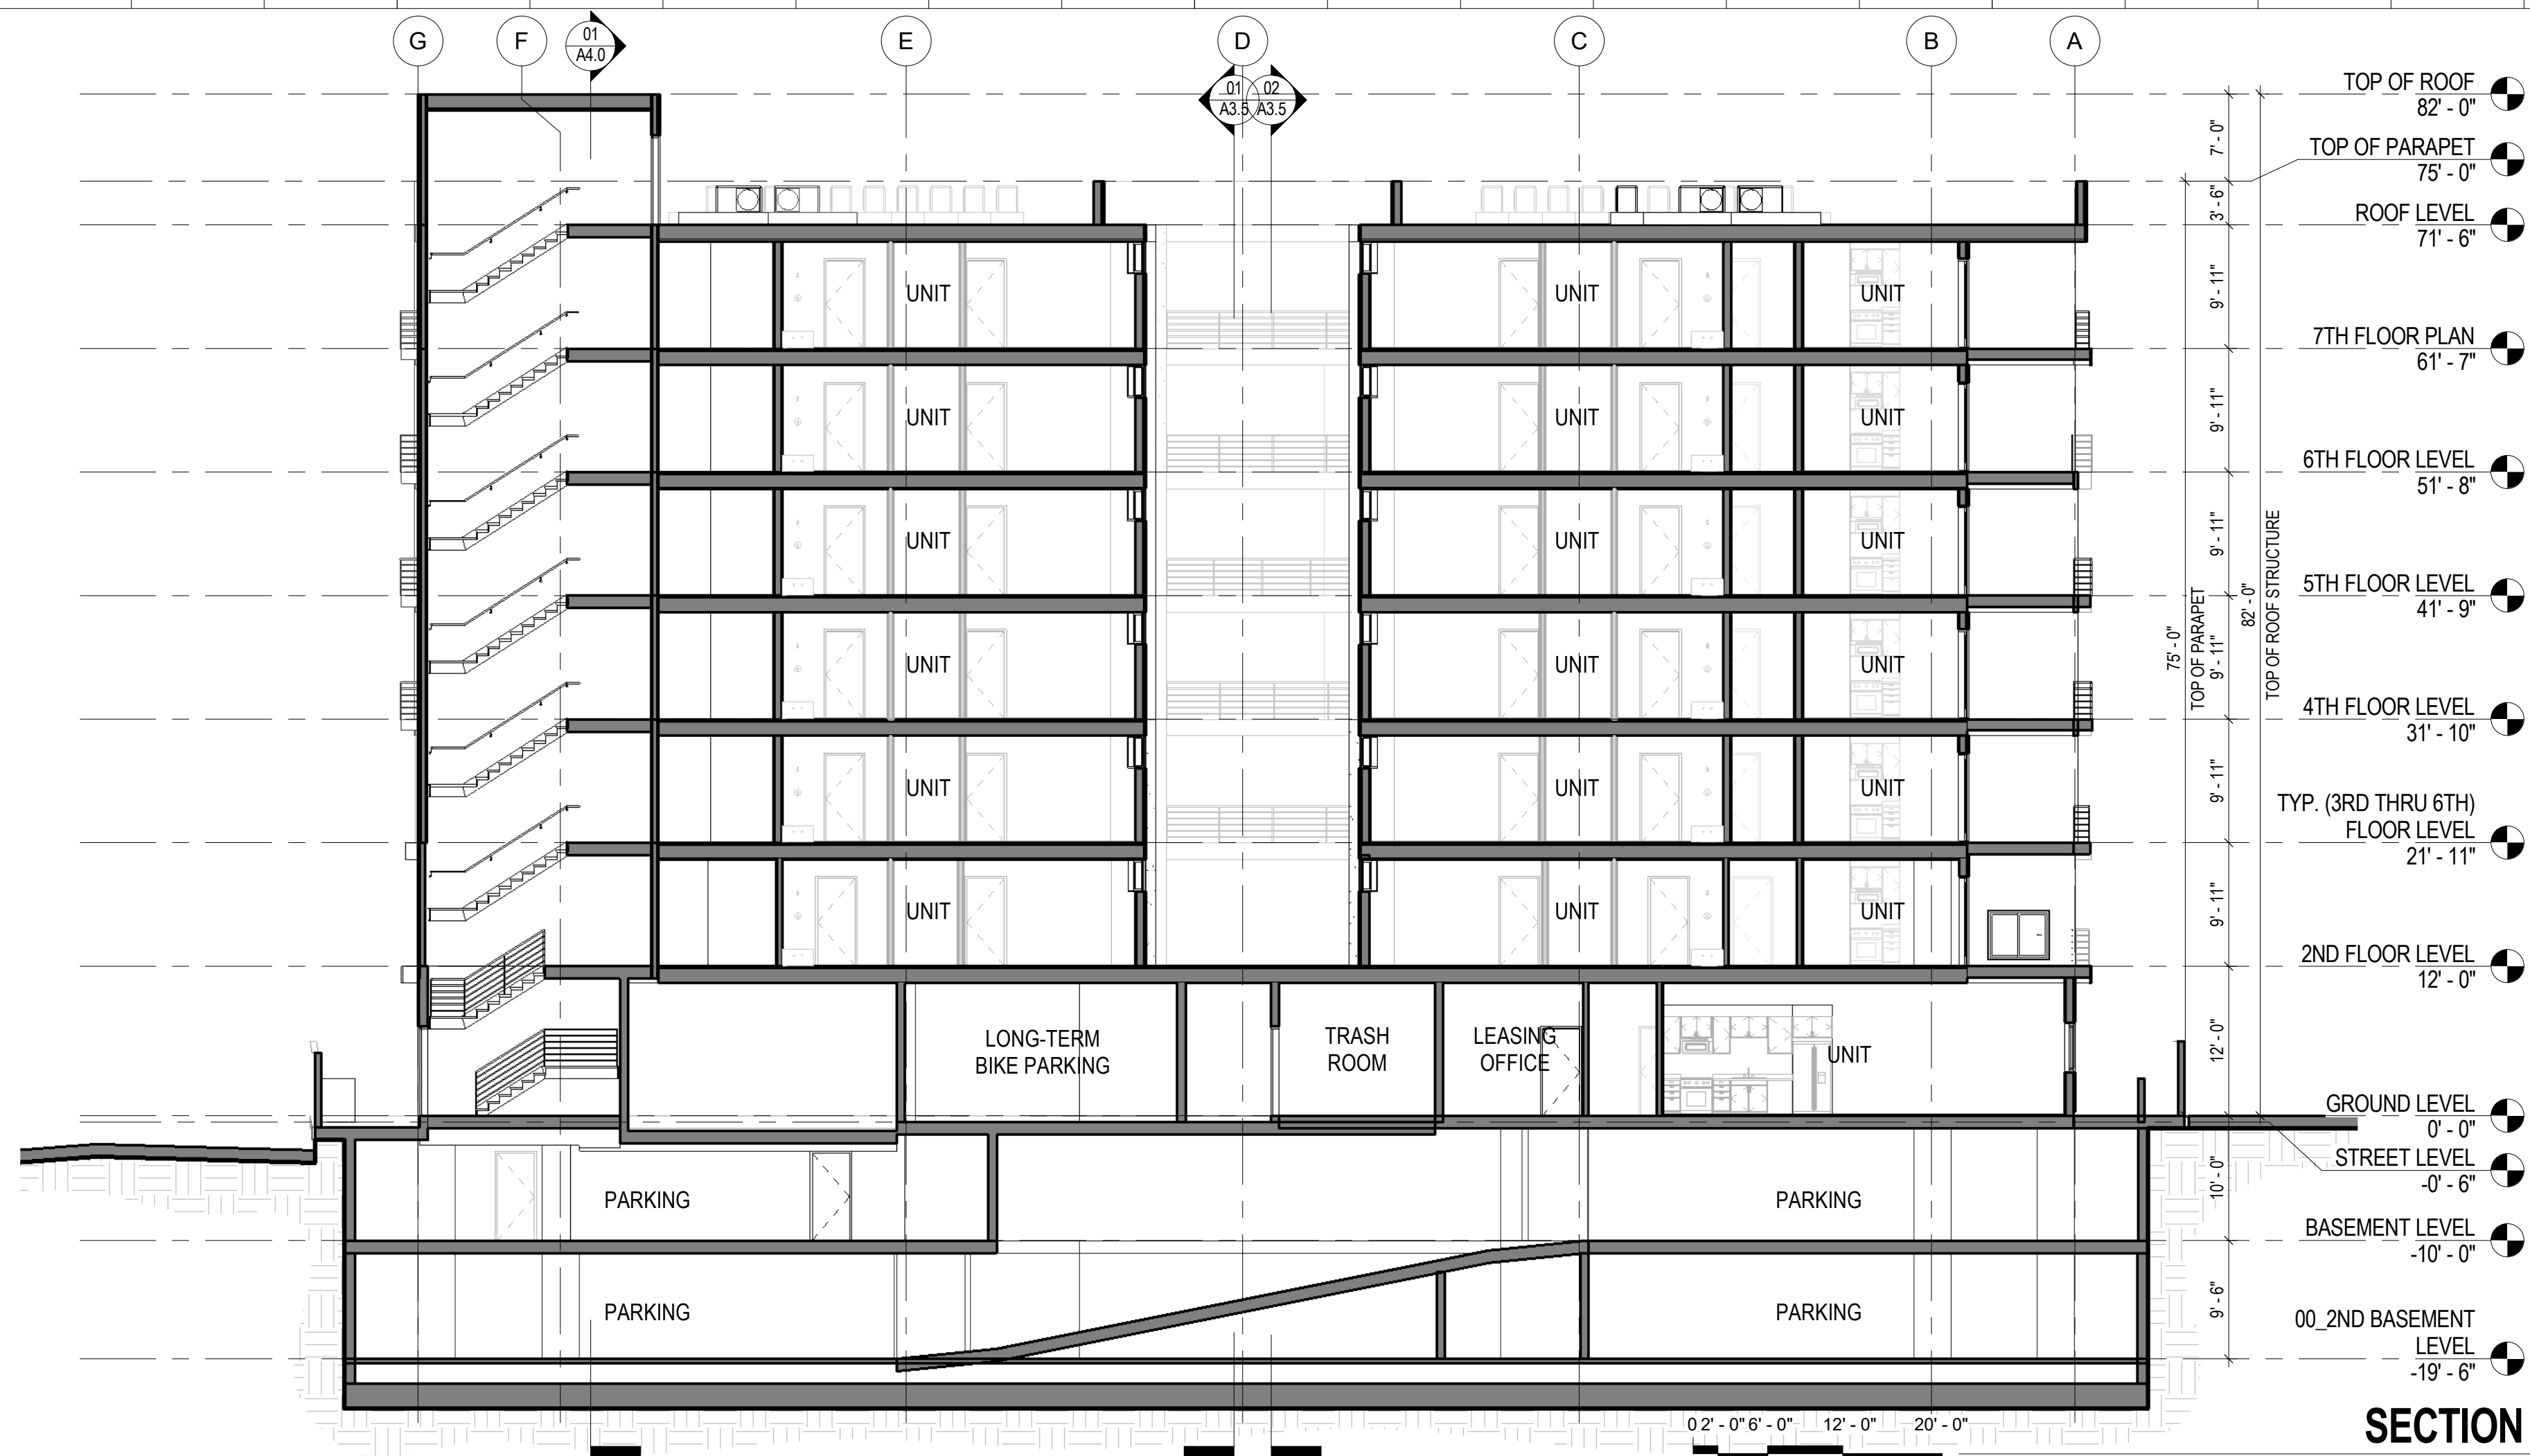 G
F
01
A4.0
E
D
C
B
A
01
A3.5
02
A3.5
TOP OF ROOF
82' - 0"
TOP OF PARAPET
75' - 0"
ROOF LEVEL
71' - 6"
7TH FLOOR PLAN
61' - 7"
6TH FLOOR LEVEL
51' - 8"
5TH FLOOR LEVEL
41' - 9"
4TH FLOOR LEVEL
31' - 10"
TYP. (3RD THRU 6TH)
FLOOR LEVEL
21' - 11"
2ND FLOOR LEVEL
12' - 0"
GROUND LEVEL
0' - 0"
STREET LEVEL
-0' - 6"
BASEMENT LEVEL
-10' - 0"
00_2ND BASEMENT
LEVEL
-19' - 6"
7' - 0"
3' - 6"
9' - 11"
9' - 11"
9' - 11"
9' - 11"
9' - 11"
9' - 11"
12' - 0"
10' - 0"
9' - 6"
75' - 0"
TOP OF PARAPET
82' - 0"
TOP OF ROOF STRUCTURE
UNIT UNIT UNIT
UNIT UNIT UNIT
UNIT UNIT UNIT
UNIT UNIT UNIT
UNIT UNIT UNIT
UNIT UNIT UNIT
LONG-TERM
BIKE PARKING
TRASH
ROOM
LEASING
OFFICE
UNIT
PARKING PARKING
PARKING PARKING
0 2' - 0" 6' - 0" 12' - 0" 20' - 0"
SECTION